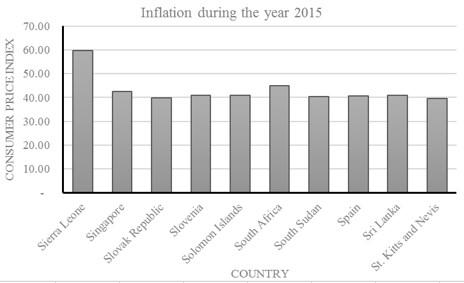 Inflation during the year 2015
CONSUMER PRICE INDEX
70.00
60.00
50.00
40.00
30.00
20.00
10.00
-
Sierra Leone
Singapore
Slovak Republic
Slovenia
Solomon Islands
South Africa
South Sudan
Spain
Sri Lanka
St. Kitts and Nevis
COUNTRY